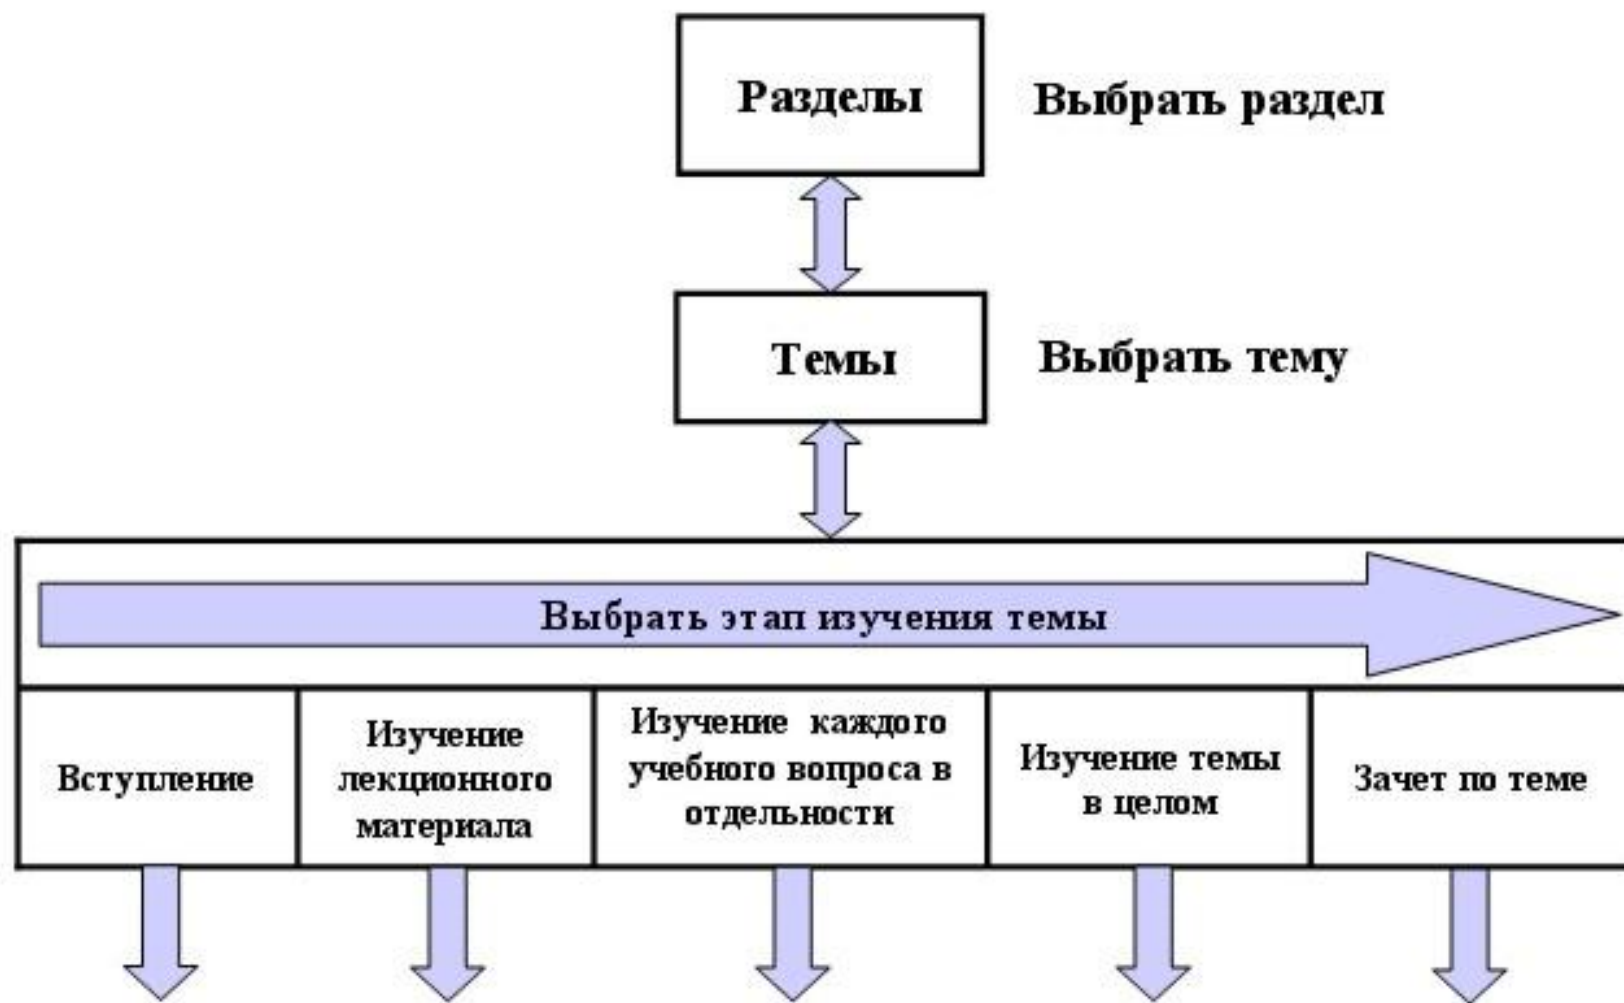 Разделы
Выбрать раздел
Темы
Выбрать тему
Выбрать этап изучения темы
Вступление
Изучение
лекционного
материала
Изучение каждого
учебного вопроса в
отдельности
Изучение темы
в целом
Зачет по теме